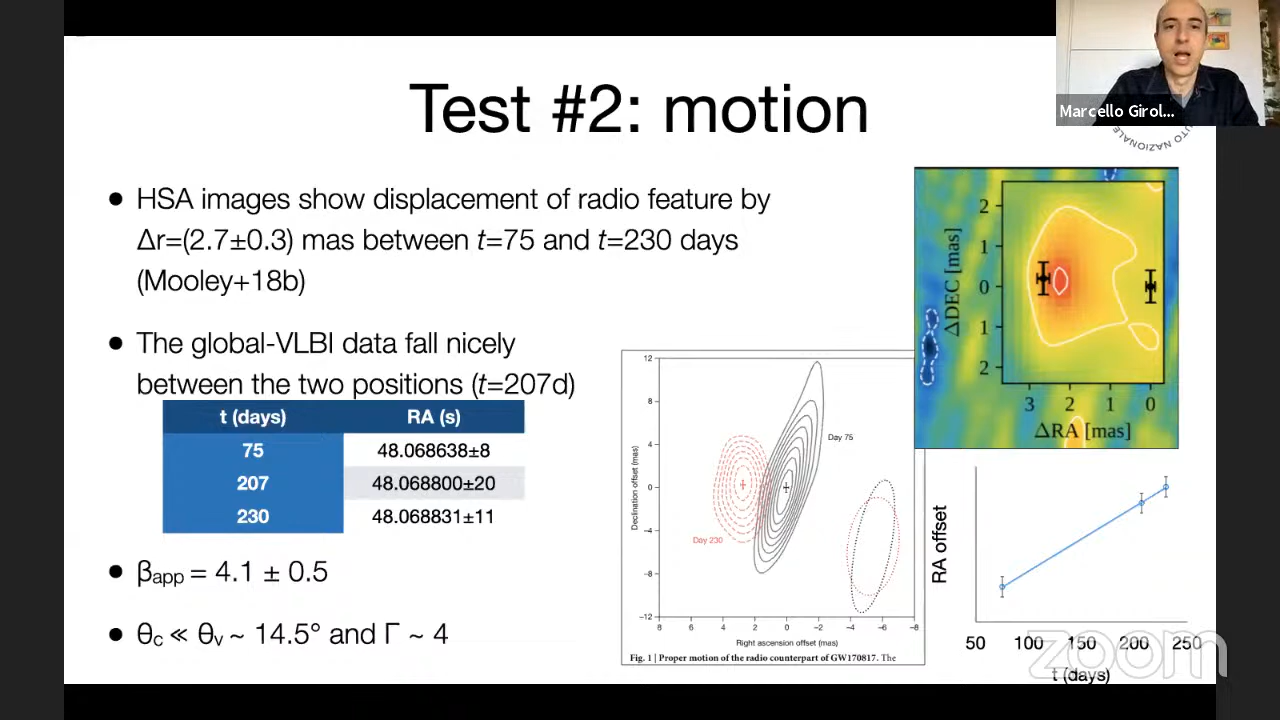 Test #2: motion
Marcello Girol...
UTO NAZIONALE
● HSA images show displacement of radio feature by
Δr=(2.7±0.3) mas between t=75 and t=230 days
(Mooley+18b)
● The global-VLBI data fall nicely
between the two positions (t=207d)
t (days) RA (s)
75 48.068638±8
207 48.068800±20
230 48.068831±11
● βapp = 4.1 ± 0.5
● θc ≪ θv ~ 14.5° and Γ ~ 4
12
8
4
0
−4
−8
−12
Declination offset (mas)
Day 75
Day 230
8 6 4 2 0 −2 −4 −6 −8
Right ascension offset (mas)
Fig. 1 | Proper motion of the radio counterpart of GW170817. The
2
1
0
1
2
ΔDEC [mas]
3 2 1 0
ΔRA [mas]
RA offset
50 100 150 200 250
t (days)
zoom